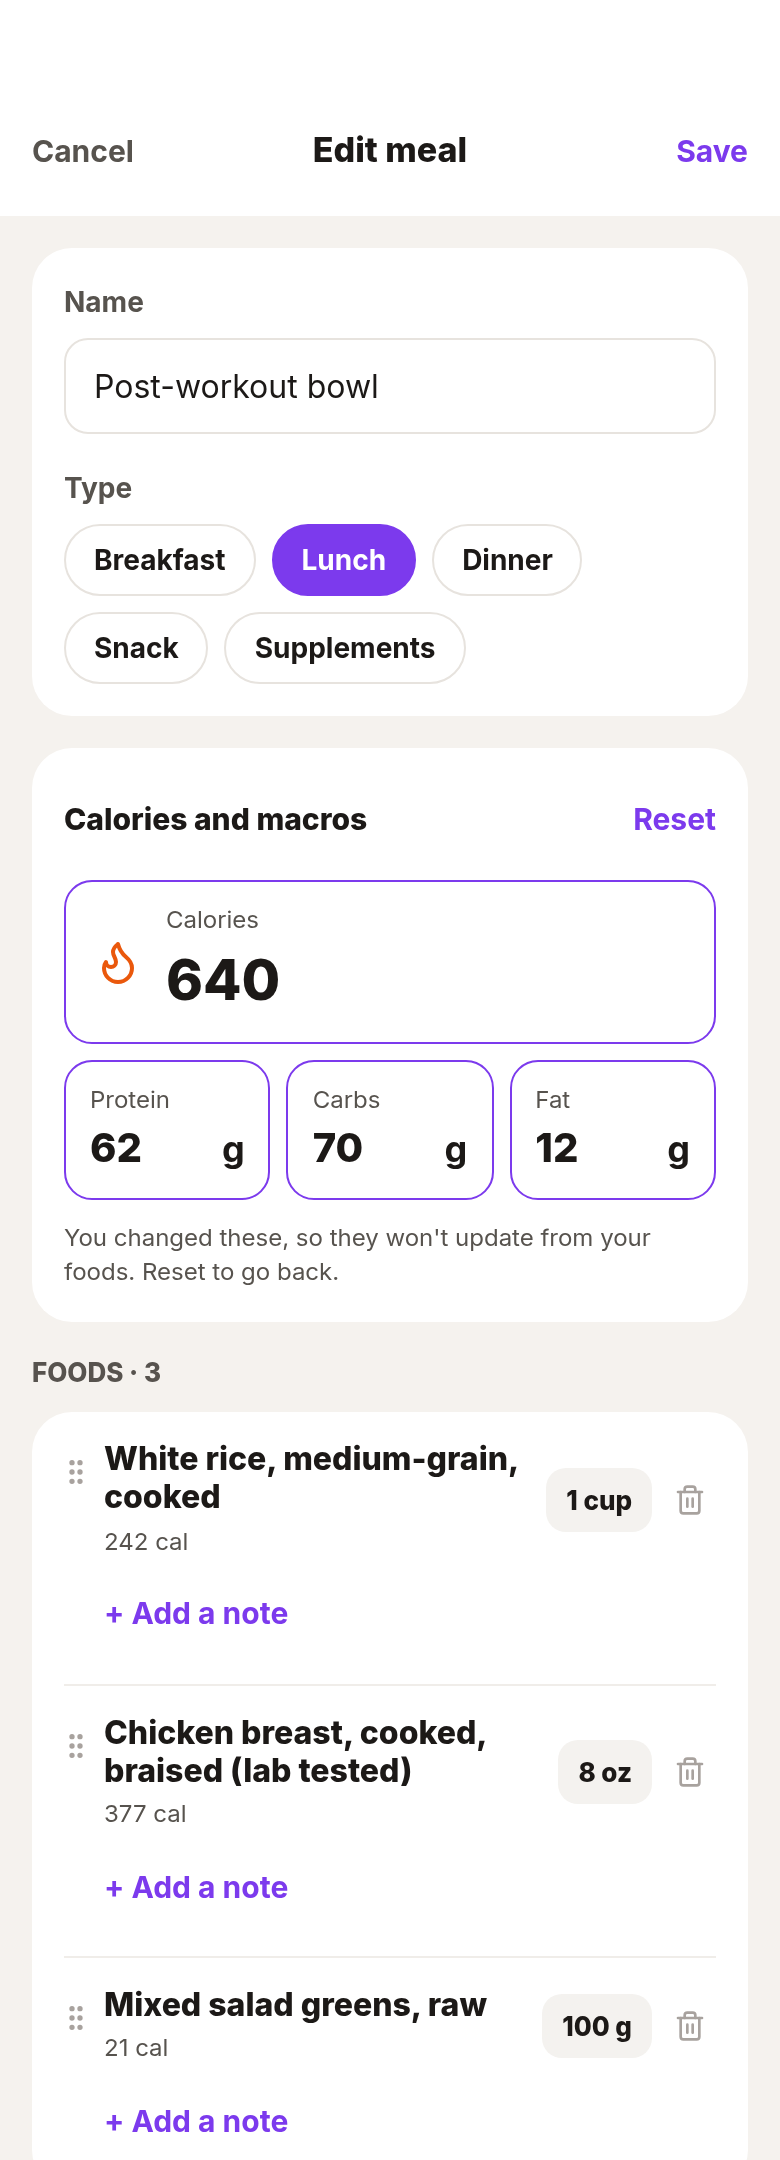 Cancel
Edit meal
Save
Name
Post-workout bowl
Type
Breakfast
Lunch
Dinner
Snack
Supplements
Calories and macros
Reset
Calories
640
Protein
62 g
Carbs
70 g
Fat
12 g
You changed these, so they won't update from your
foods. Reset to go back.
FOODS · 3
White rice, medium-grain,
cooked
242 cal
1 cup
+ Add a note
Chicken breast, cooked,
braised (lab tested)
377 cal
8 oz
+ Add a note
Mixed salad greens, raw
21 cal
100 g
+ Add a note